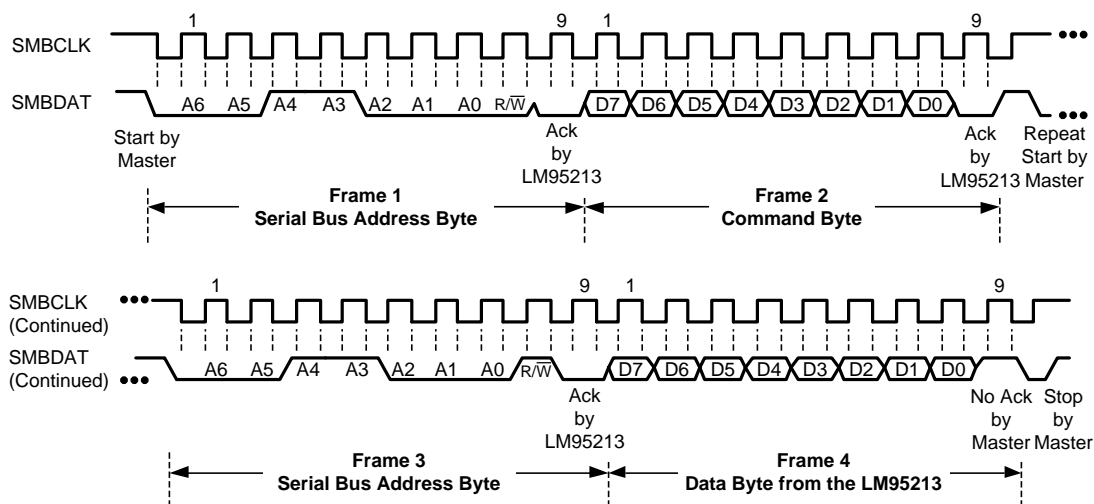 1 9 1 9
SMBCLK •••
SMBDAT A6 A5 A4 A3 A2 A1 A0 R/W̅ D7 D6 D5 D4 D3 D2 D1 D0 •••
Start by
Master
Ack
by
LM95213
Ack
by
LM95213
Repeat
Start by
Master
Frame 1
Serial Bus Address Byte
Frame 2
Command Byte
1 9 1 9
SMBCLK •••
(Continued)
SMBDAT A6 A5 A4 A3 A2 A1 A0 R/W̅ D7 D6 D5 D4 D3 D2 D1 D0
(Continued) •••
Ack
by
LM95213
No Ack
by
Master
Stop
by
Master
Frame 3
Serial Bus Address Byte
Frame 4
Data Byte from the LM95213